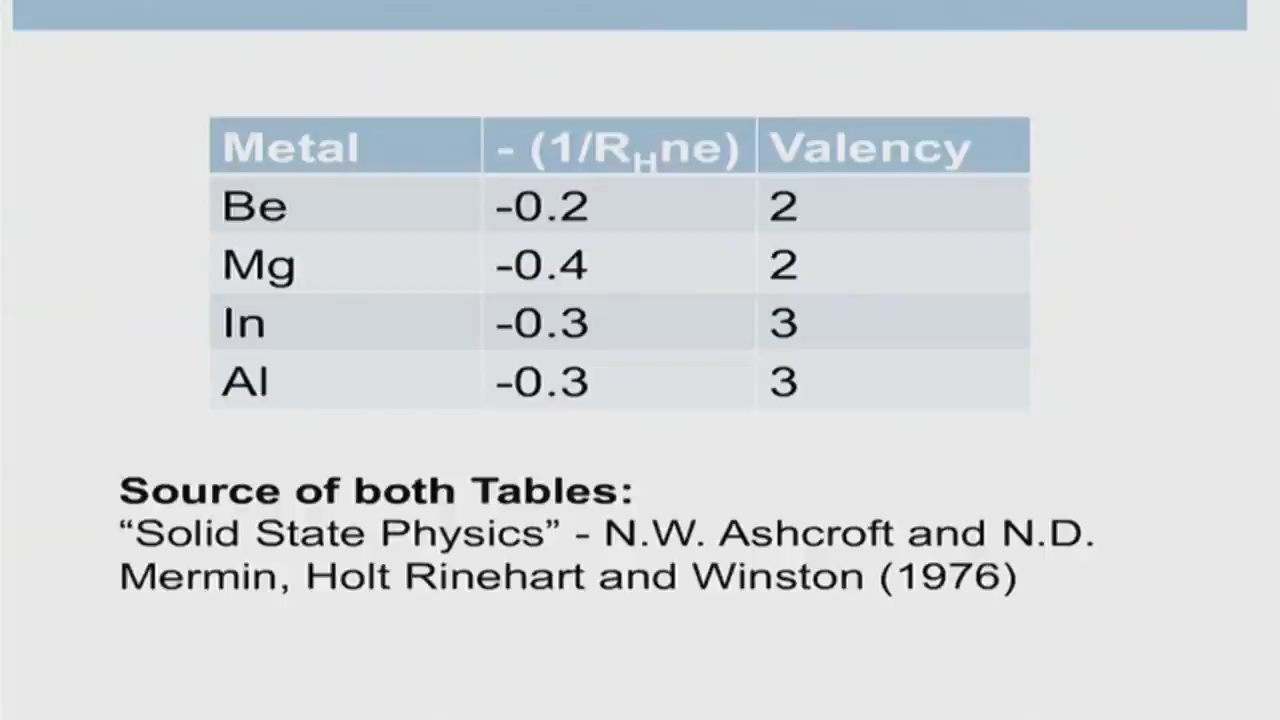 Metal - (1/RHne) Valency
Be -0.2 2
Mg -0.4 2
In -0.3 3
Al -0.3 3
Source of both Tables:
“Solid State Physics” - N.W. Ashcroft and N.D.
Mermin, Holt Rinehart and Winston (1976)